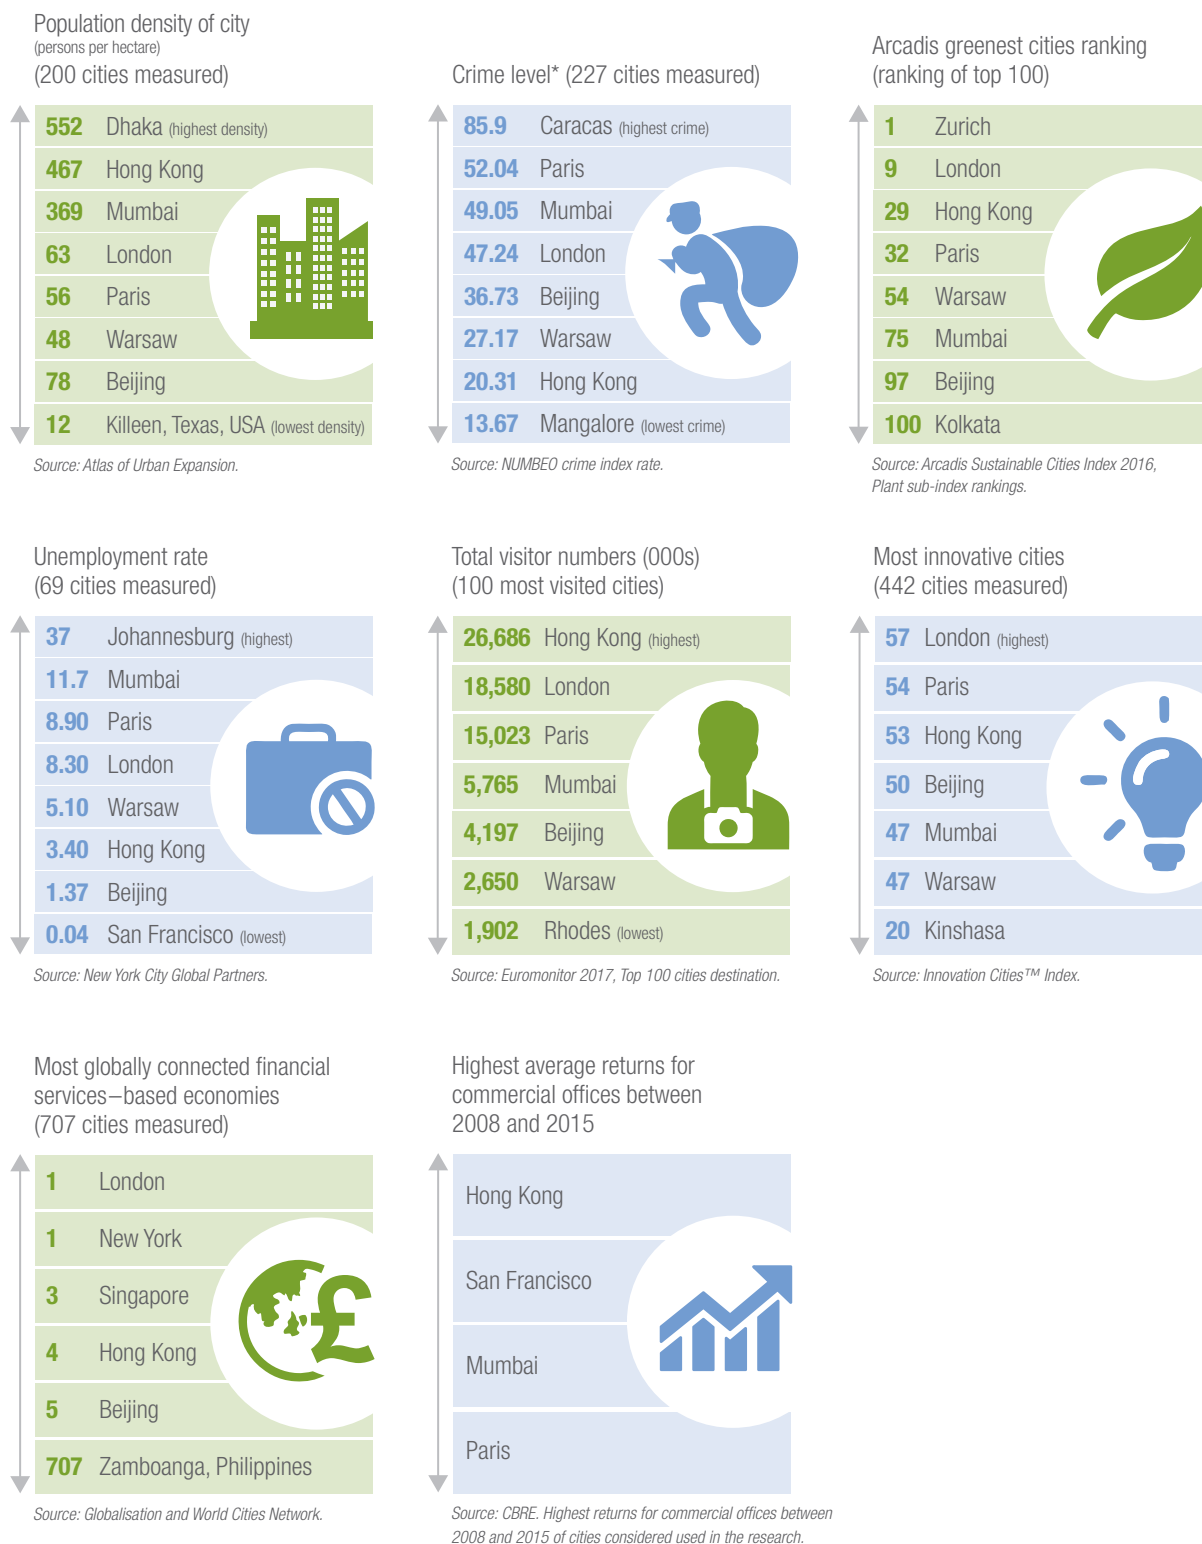 Population density of city
(persons per hectare)
(200 cities measured)
552 Dhaka (highest density)
467 Hong Kong
369 Mumbai
63 London
56 Paris
48 Warsaw
78 Beijing
12 Killeen, Texas, USA (lowest density)
Source: Atlas of Urban Expansion.
Crime level* (227 cities measured)
85.9 Caracas (highest crime)
52.04 Paris
49.05 Mumbai
47.24 London
36.73 Beijing
27.17 Warsaw
20.31 Hong Kong
13.67 Mangalore (lowest crime)
Source: NUMBEO crime index rate.
Arcadis greenest cities ranking
(ranking of top 100)
1 Zurich
9 London
29 Hong Kong
32 Paris
54 Warsaw
75 Mumbai
97 Beijing
100 Kolkata
Source: Arcadis Sustainable Cities Index 2016,
Plant sub-index rankings.
Unemployment rate
(69 cities measured)
37 Johannesburg (highest)
11.7 Mumbai
8.90 Paris
8.30 London
5.10 Warsaw
3.40 Hong Kong
1.37 Beijing
0.04 San Francisco (lowest)
Source: New York City Global Partners.
Total visitor numbers (000s)
(100 most visited cities)
26,686 Hong Kong (highest)
18,580 London
15,023 Paris
5,765 Mumbai
4,197 Beijing
2,650 Warsaw
1,902 Rhodes (lowest)
Source: Euromonitor 2017, Top 100 cities destination.
Most innovative cities
(442 cities measured)
57 London (highest)
54 Paris
53 Hong Kong
50 Beijing
47 Mumbai
47 Warsaw
20 Kinshasa
Source: Innovation Cities™ Index.
Most globally connected financial
services–based economies
(707 cities measured)
1 London
1 New York
3 Singapore
4 Hong Kong
5 Beijing
707 Zamboanga, Philippines
Source: Globalisation and World Cities Network.
Highest average returns for
commercial offices between
2008 and 2015
Hong Kong
San Francisco
Mumbai
Paris
Source: CBRE. Highest returns for commercial offices between
2008 and 2015 of cities considered used in the research.